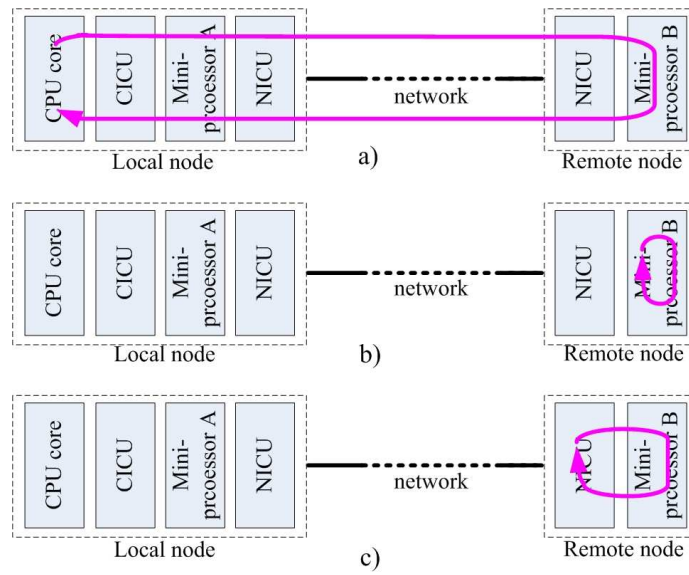 CPU core
CICU
Mini-
prcoessor A
NICU
network
NICU
Mini-
prcoessor B
Local node
Remote node
a)
CPU core
CICU
Mini-
prcoessor A
NICU
network
NICU
Mini-
prcoessor B
Local node
Remote node
b)
CPU core
CICU
Mini-
prcoessor A
NICU
network
NICU
Mini-
prcoessor B
Local node
Remote node
c)